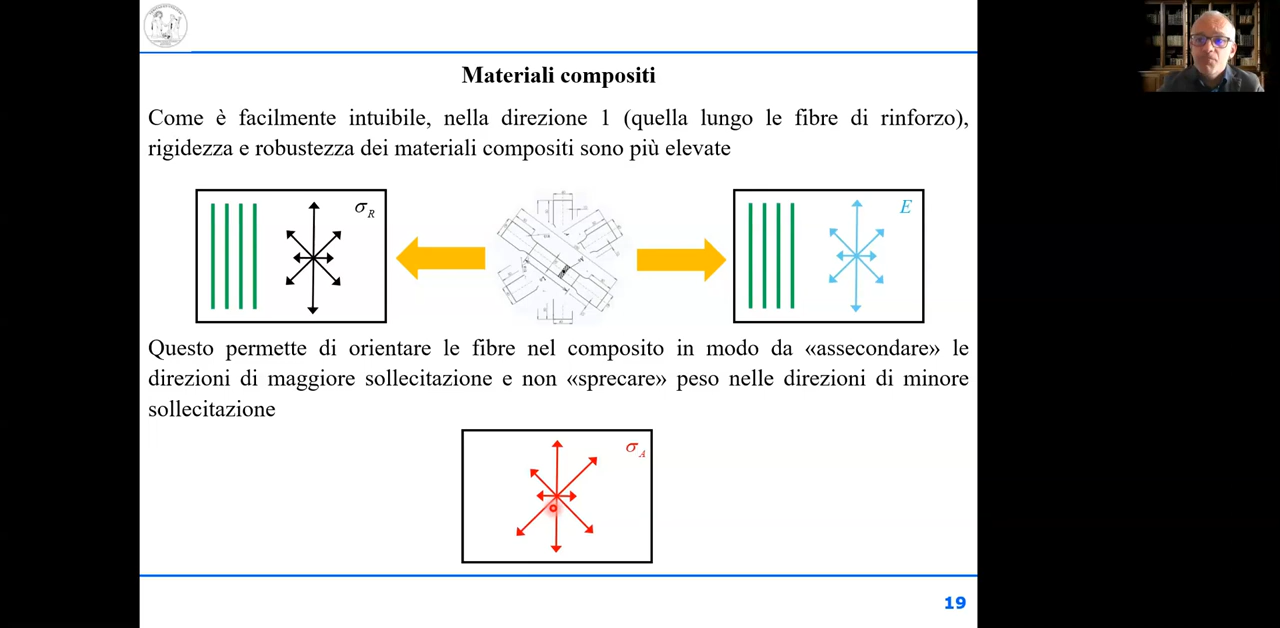 Materiali compositi
Come è facilmente intuibile, nella direzione 1 (quella lungo le fibre di rinforzo),
rigidezza e robustezza dei materiali compositi sono più elevate
σ_R
E
Questo permette di orientare le fibre nel composito in modo da «assecondare» le
direzioni di maggiore sollecitazione e non «sprecare» peso nelle direzioni di minore
sollecitazione
σ_A
19